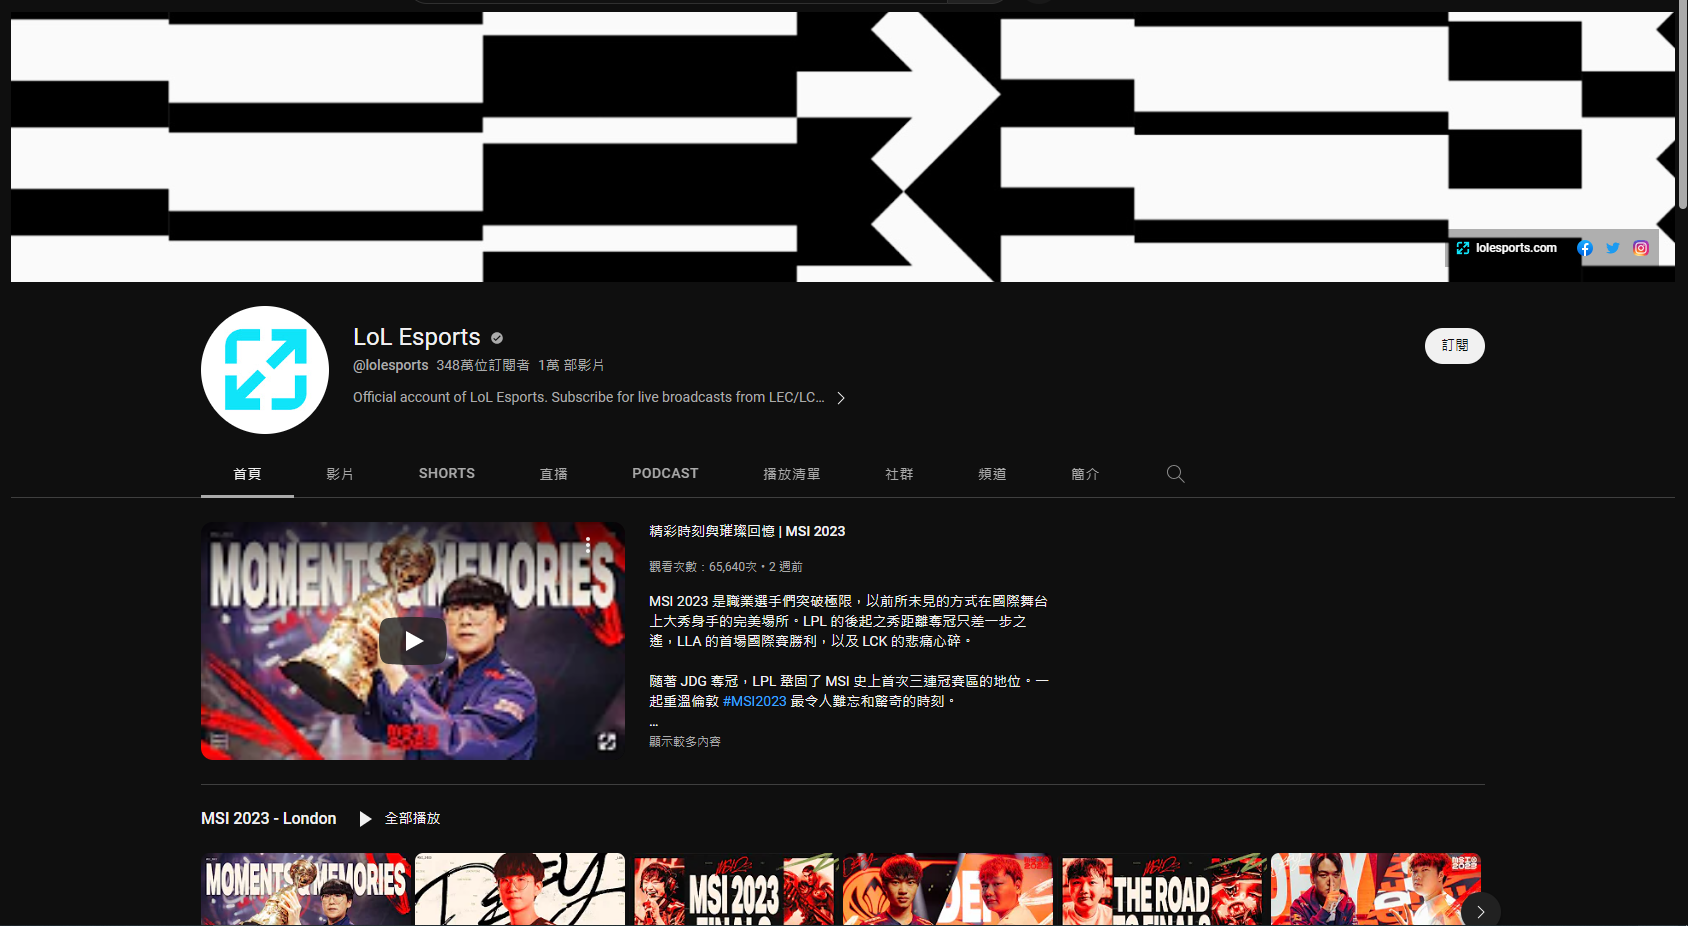 lolesports.com
LoL Esports
@lolesports 348萬位訂閱者 1萬 部影片
Official account of LoL Esports. Subscribe for live broadcasts from LEC/LC...
訂閱
首頁 影片 SHORTS 直播 PODCAST 播放清單 社群 頻道 簡介
MOMENTS & MEMORIES
MSI 2023
精彩時刻與璀璨回憶 | MSI 2023
觀看次數：65,640次 • 2 週前
MSI 2023 是職業選手們突破極限，以前所未見的方式在國際舞台
上大秀身手的完美場所。LPL 的後起之秀距離奪冠只差一步之
遙，LLA 的首場國際賽勝利，以及 LCK 的悲痛心碎。
隨著 JDG 奪冠，LPL 鞏固了 MSI 史上首次三連冠賽區的地位。一
起重溫倫敦 #MSI2023 最令人難忘和驚奇的時刻。
...
顯示較多內容
MSI 2023 - London 全部播放
MOMENTS & MEMORIES
MSI 2023
FINALS
THE ROAD
TO FINALS